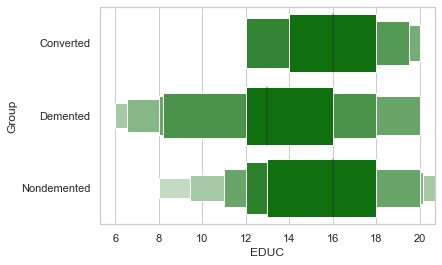 Converted
Demented
Nondemented
Group
6 8 10 12 14 16 18 20
EDUC